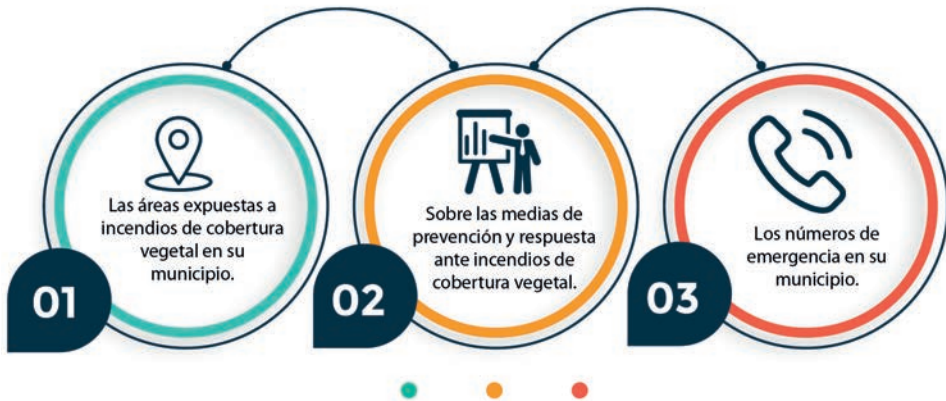 Las áreas expuestas a
incendios de cobertura
vegetal en su
municipio.
01
Sobre las medias de
prevención y respuesta
ante incendios de
cobertura vegetal.
02
Los números de
emergencia en su
municipio.
03